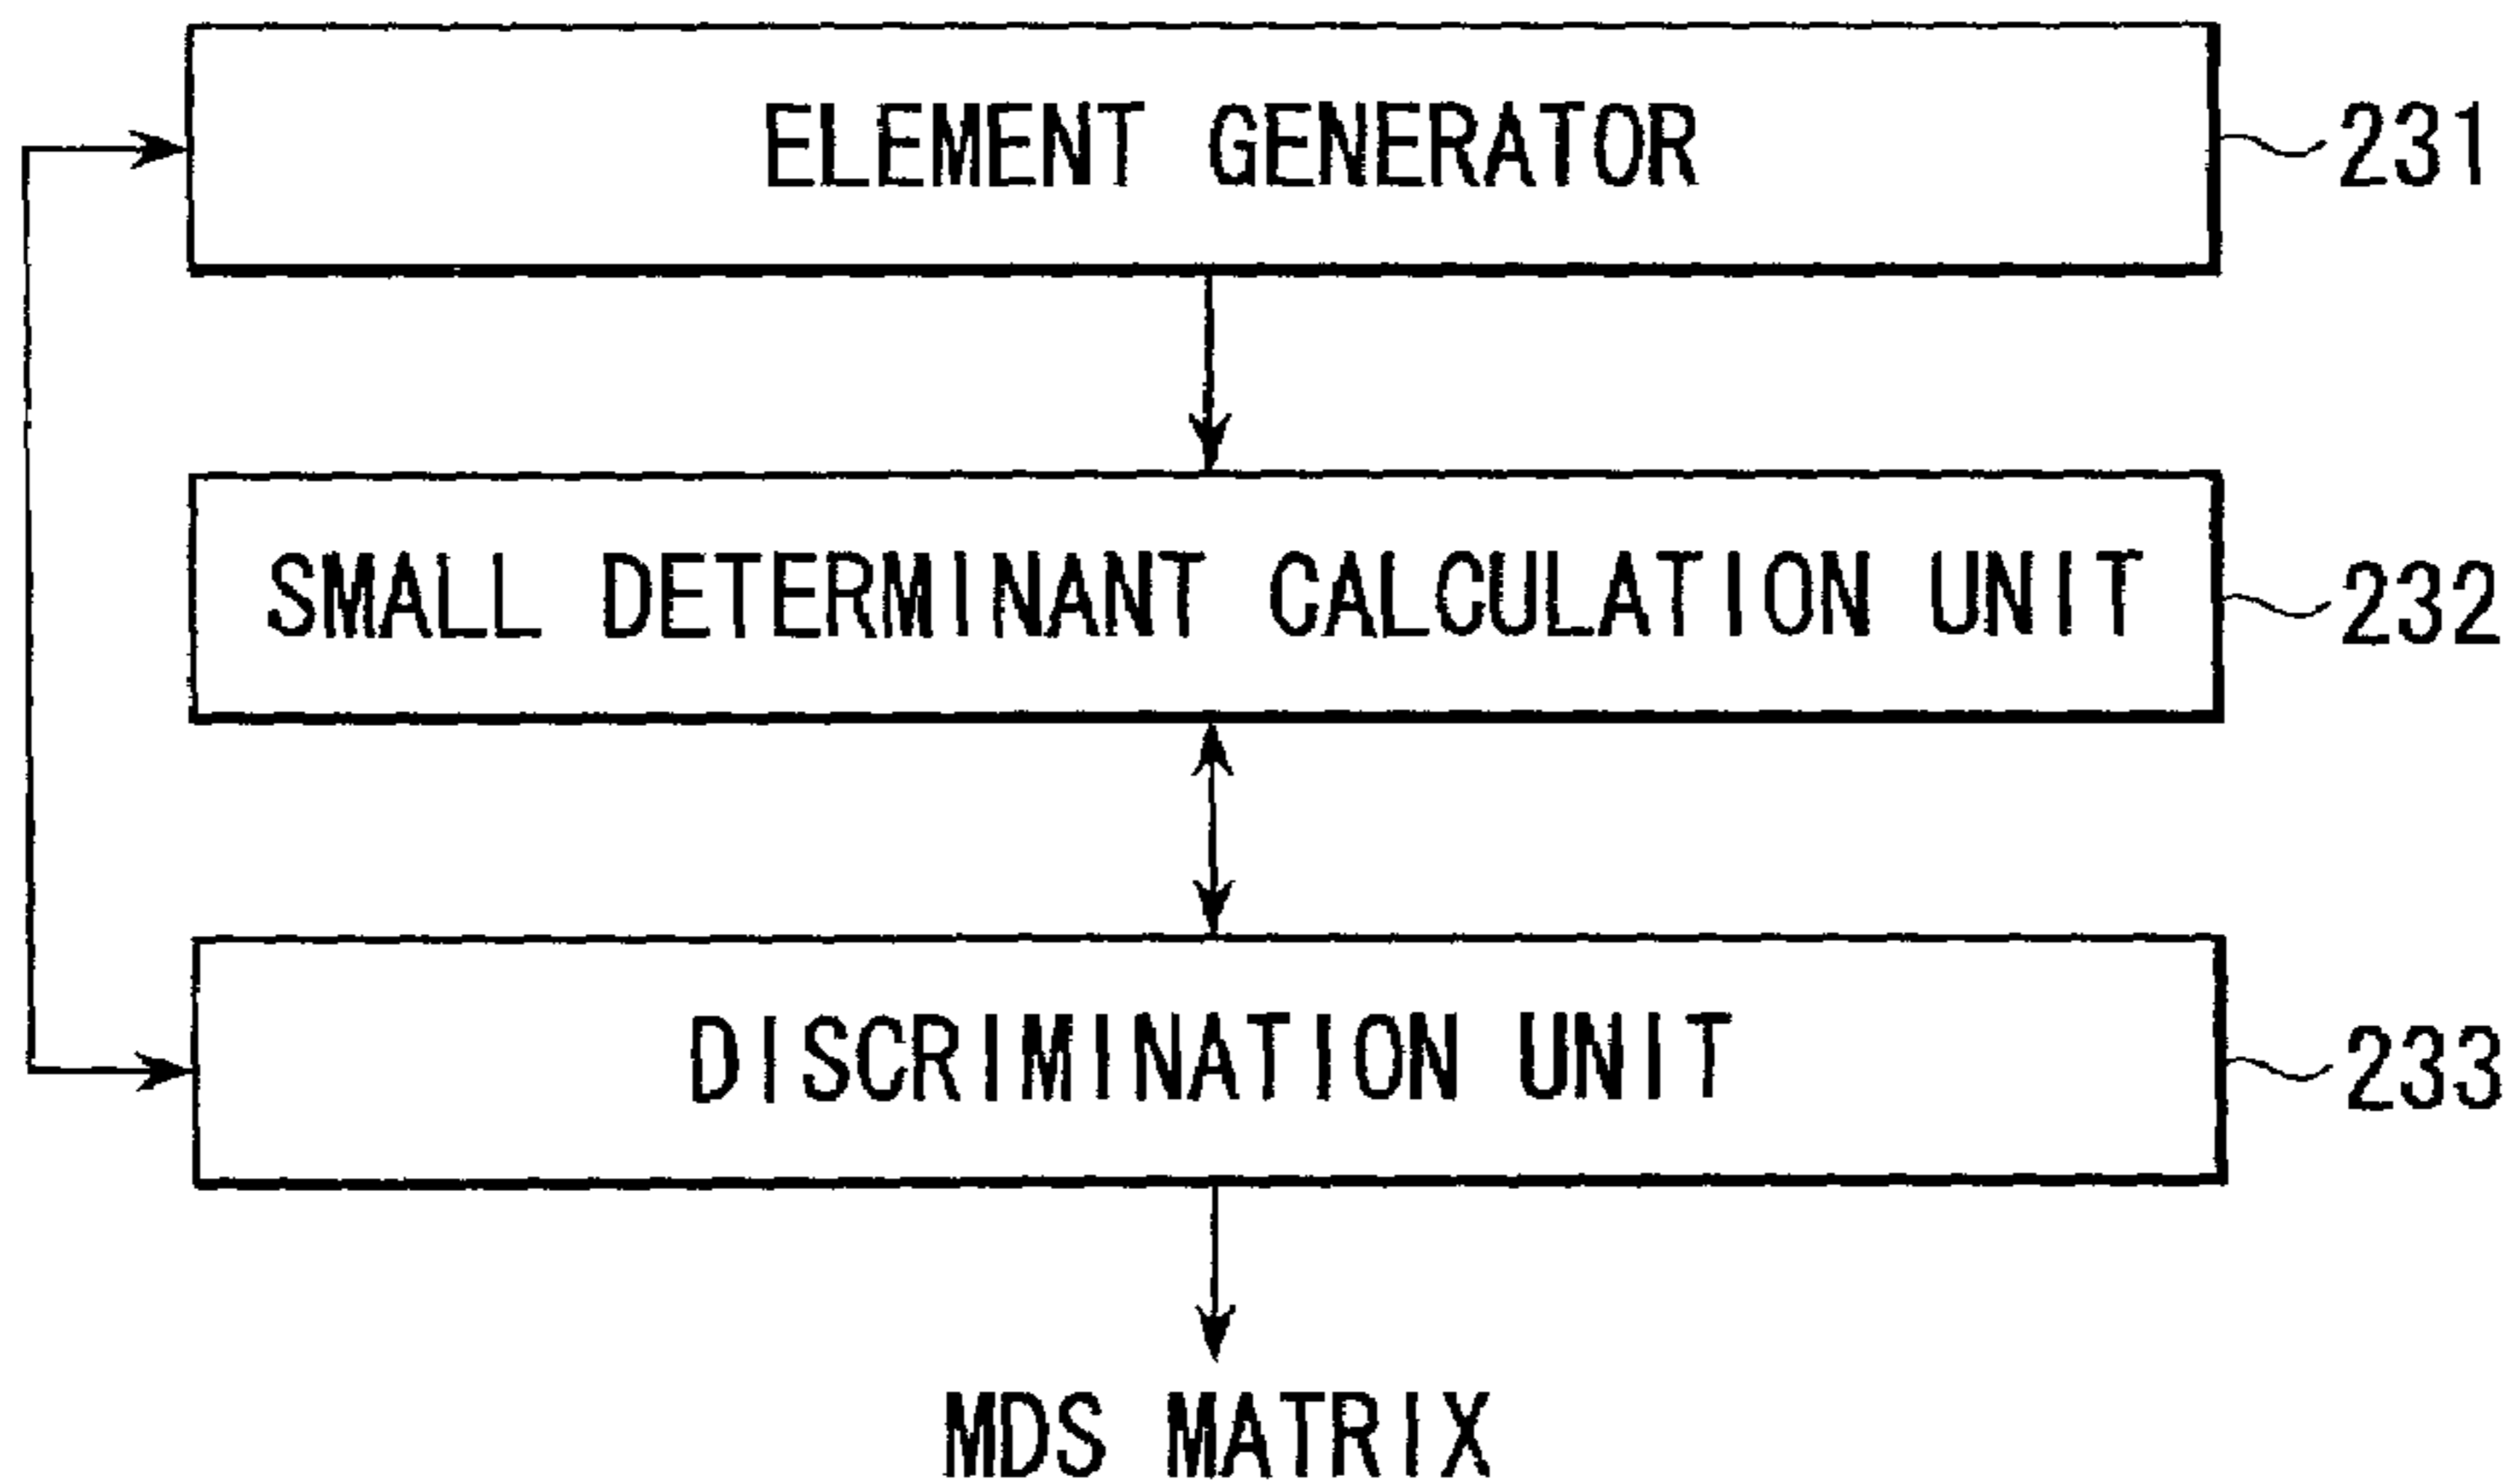 ELEMENT GENERATOR
231
SMALL DETERMINANT CALCULATION UNIT
232
DISCRIMINATION UNIT
233
MDS MATRIX